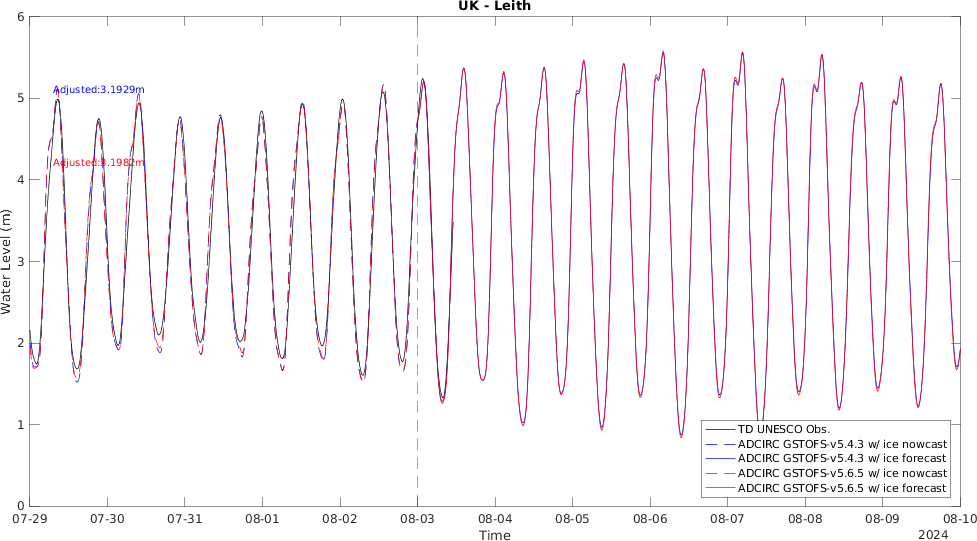 UK - Leith
6
5
4
3
2
1
0
Water Level (m)
Adjusted:3.1929m
Adjusted:3.1982m
TD UNESCO Obs.
ADCIRC GSTOFS-v5.4.3 w/ ice nowcast
ADCIRC GSTOFS-v5.4.3 w/ ice forecast
ADCIRC GSTOFS-v5.6.5 w/ ice nowcast
ADCIRC GSTOFS-v5.6.5 w/ ice forecast
07-29 07-30 07-31 08-01 08-02 08-03 08-04 08-05 08-06 08-07 08-08 08-09 08-10
Time
2024